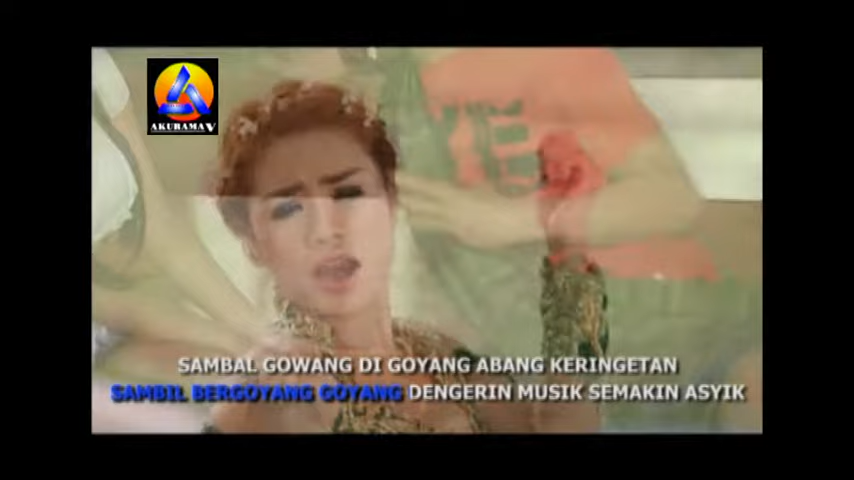 AKURAMA V
SAMBAL GOWANG DI GOYANG ABANG KERINGETAN
SAMBIL BERGOYANG GOYANG DENGERIN MUSIK SEMAKIN ASYIK